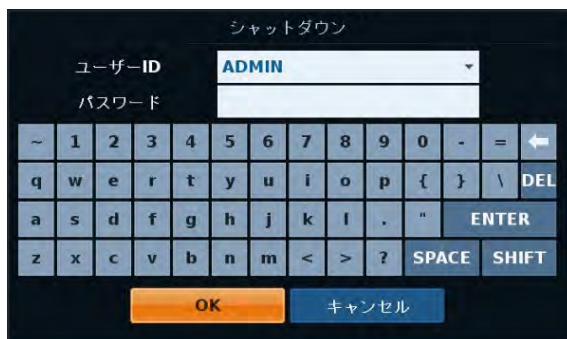 シャットダウン
ユーザーID ADMIN
パスワード
~ 1 2 3 4 5 6 7 8 9 0 - = ⬅
q w e r t y u i o p { } \ DEL
a s d f g h j k l . " ENTER
z x c v b n m < > ? SPACE SHIFT
OK キャンセル